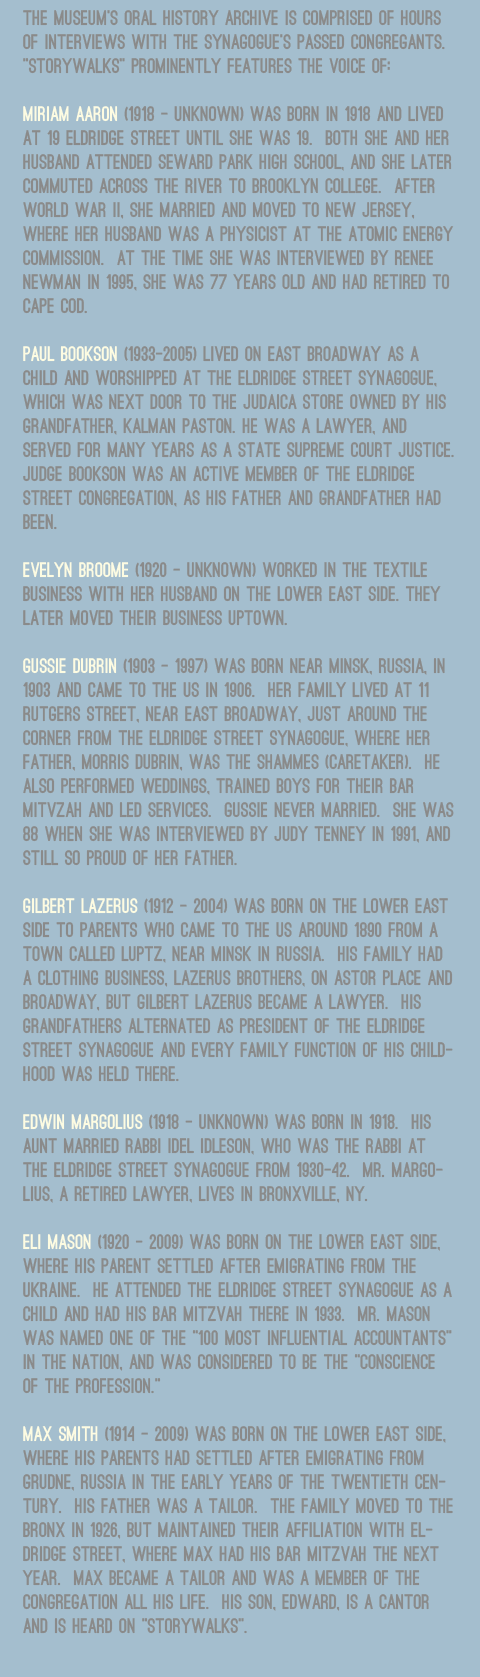 THE MUSEUM'S ORAL HISTORY ARCHIVE IS COMPRISED OF HOURS
OF INTERVIEWS WITH THE SYNAGOGUE'S PASSED CONGREGANTS.
"STORYWALKS" PROMINENTLY FEATURES THE VOICE OF:
MIRIAM AARON (1918 - UNKNOWN) WAS BORN IN 1918 AND LIVED
AT 19 ELDRIDGE STREET UNTIL SHE WAS 19. BOTH SHE AND HER
HUSBAND ATTENDED SEWARD PARK HIGH SCHOOL, AND SHE LATER
COMMUTED ACROSS THE RIVER TO BROOKLYN COLLEGE. AFTER
WORLD WAR II, SHE MARRIED AND MOVED TO NEW JERSEY,
WHERE HER HUSBAND WAS A PHYSICIST AT THE ATOMIC ENERGY
COMMISSION. AT THE TIME SHE WAS INTERVIEWED BY RENEE
NEWMAN IN 1995, SHE WAS 77 YEARS OLD AND HAD RETIRED TO
CAPE COD.
PAUL BOOKSON (1933-2005) LIVED ON EAST BROADWAY AS A
CHILD AND WORSHIPPED AT THE ELDRIDGE STREET SYNAGOGUE,
WHICH WAS NEXT DOOR TO THE JUDAICA STORE OWNED BY HIS
GRANDFATHER, KALMAN PASTON. HE WAS A LAWYER, AND
SERVED FOR MANY YEARS AS A STATE SUPREME COURT JUSTICE.
JUDGE BOOKSON WAS AN ACTIVE MEMBER OF THE ELDRIDGE
STREET CONGREGATION, AS HIS FATHER AND GRANDFATHER HAD
BEEN.
EVELYN BROOME (1920 - UNKNOWN) WORKED IN THE TEXTILE
BUSINESS WITH HER HUSBAND ON THE LOWER EAST SIDE. THEY
LATER MOVED THEIR BUSINESS UPTOWN.
GUSSIE DUBRIN (1903 - 1997) WAS BORN NEAR MINSK, RUSSIA, IN
1903 AND CAME TO THE US IN 1906. HER FAMILY LIVED AT 11
RUTGERS STREET, NEAR EAST BROADWAY, JUST AROUND THE
CORNER FROM THE ELDRIDGE STREET SYNAGOGUE, WHERE HER
FATHER, MORRIS DUBRIN, WAS THE SHAMMES (CARETAKER). HE
ALSO PERFORMED WEDDINGS, TRAINED BOYS FOR THEIR BAR
MITVZAH AND LED SERVICES. GUSSIE NEVER MARRIED. SHE WAS
88 WHEN SHE WAS INTERVIEWED BY JUDY TENNEY IN 1991, AND
STILL SO PROUD OF HER FATHER.
GILBERT LAZERUS (1912 - 2004) WAS BORN ON THE LOWER EAST
SIDE TO PARENTS WHO CAME TO THE US AROUND 1890 FROM A
TOWN CALLED LUPTZ, NEAR MINSK IN RUSSIA. HIS FAMILY HAD
A CLOTHING BUSINESS, LAZERUS BROTHERS, ON ASTOR PLACE AND
BROADWAY, BUT GILBERT LAZERUS BECAME A LAWYER. HIS
GRANDFATHERS ALTERNATED AS PRESIDENT OF THE ELDRIDGE
STREET SYNAGOGUE AND EVERY FAMILY FUNCTION OF HIS CHILD-
HOOD WAS HELD THERE.
EDWIN MARGOLIUS (1918 - UNKNOWN) WAS BORN IN 1918. HIS
AUNT MARRIED RABBI IDEL IDLESON, WHO WAS THE RABBI AT
THE ELDRIDGE STREET SYNAGOGUE FROM 1930-42. MR. MARGO-
LIUS, A RETIRED LAWYER, LIVES IN BRONXVILLE, NY.
ELI MASON (1920 - 2009) WAS BORN ON THE LOWER EAST SIDE,
WHERE HIS PARENT SETTLED AFTER EMIGRATING FROM THE
UKRAINE. HE ATTENDED THE ELDRIDGE STREET SYNAGOGUE AS A
CHILD AND HAD HIS BAR MITZVAH THERE IN 1933. MR. MASON
WAS NAMED ONE OF THE "100 MOST INFLUENTIAL ACCOUNTANTS"
IN THE NATION, AND WAS CONSIDERED TO BE THE "CONSCIENCE
OF THE PROFESSION."
MAX SMITH (1914 - 2009) WAS BORN ON THE LOWER EAST SIDE,
WHERE HIS PARENTS HAD SETTLED AFTER EMIGRATING FROM
GRUDNE, RUSSIA IN THE EARLY YEARS OF THE TWENTIETH CEN-
TURY. HIS FATHER WAS A TAILOR. THE FAMILY MOVED TO THE
BRONX IN 1926, BUT MAINTAINED THEIR AFFILIATION WITH EL-
DRIDGE STREET, WHERE MAX HAD HIS BAR MITZVAH THE NEXT
YEAR. MAX BECAME A TAILOR AND WAS A MEMBER OF THE
CONGREGATION ALL HIS LIFE. HIS SON, EDWARD, IS A CANTOR
AND IS HEARD ON "STORYWALKS".